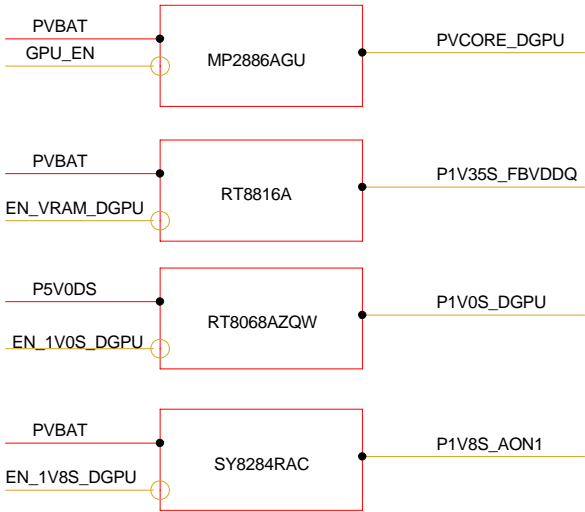 PVBAT
GPU_EN
MP2886AGU
PVCORE_DGPU
PVBAT
EN_VRAM_DGPU
RT8816A
P1V35S_FBVDDQ
P5V0DS
EN_1V0S_DGPU
RT8068AZQW
P1V0S_DGPU
PVBAT
EN_1V8S_DGPU
SY8284RAC
P1V8S_AON1